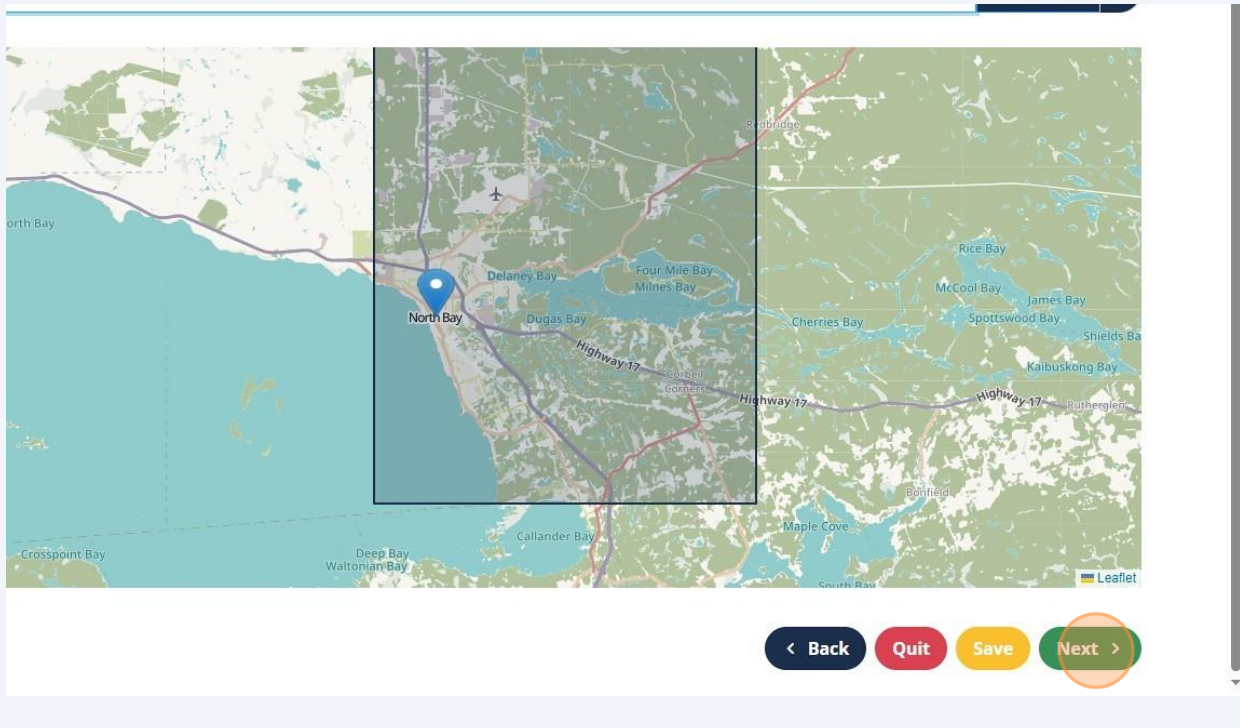 Redbridge
orth Bay
Rice Bay
Delaney Bay
Four Mile Bay
Milnes Bay
McCool Bay
James Bay
North Bay
Dugas Bay
Cherries Bay
Spottswood Bay
Shields Ba
Highway 17
Corbeil
Corners
Kaibuskong Bay
Highway 17
Highway 17
Rutherglen
Bonfield
Maple Cove
Callander Bay
Crosspoint Bay
Deep Bay
Waltonian Bay
South Bay
Leaflet
Back
Quit
Save
Next